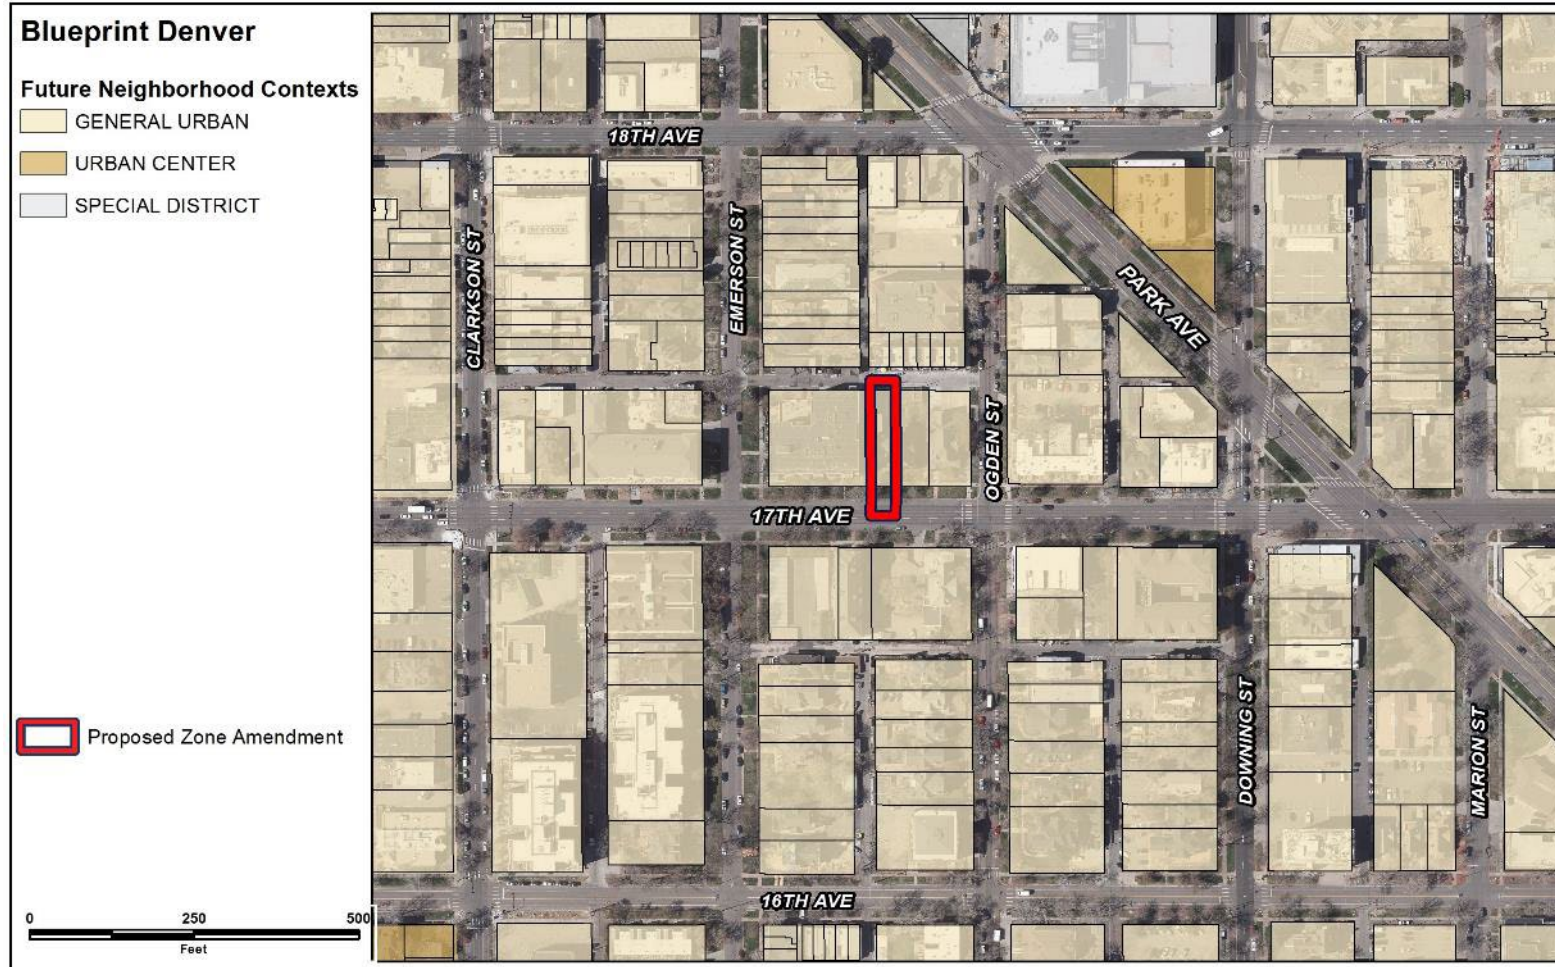 Blueprint Denver
Future Neighborhood Contexts
GENERAL URBAN
URBAN CENTER
SPECIAL DISTRICT
Proposed Zone Amendment
0 250 500
Feet
18TH AVE
CLARKSON ST
EMERSON ST
PARK AVE
OGDEN ST
17TH AVE
DOWNING ST
MARION ST
16TH AVE